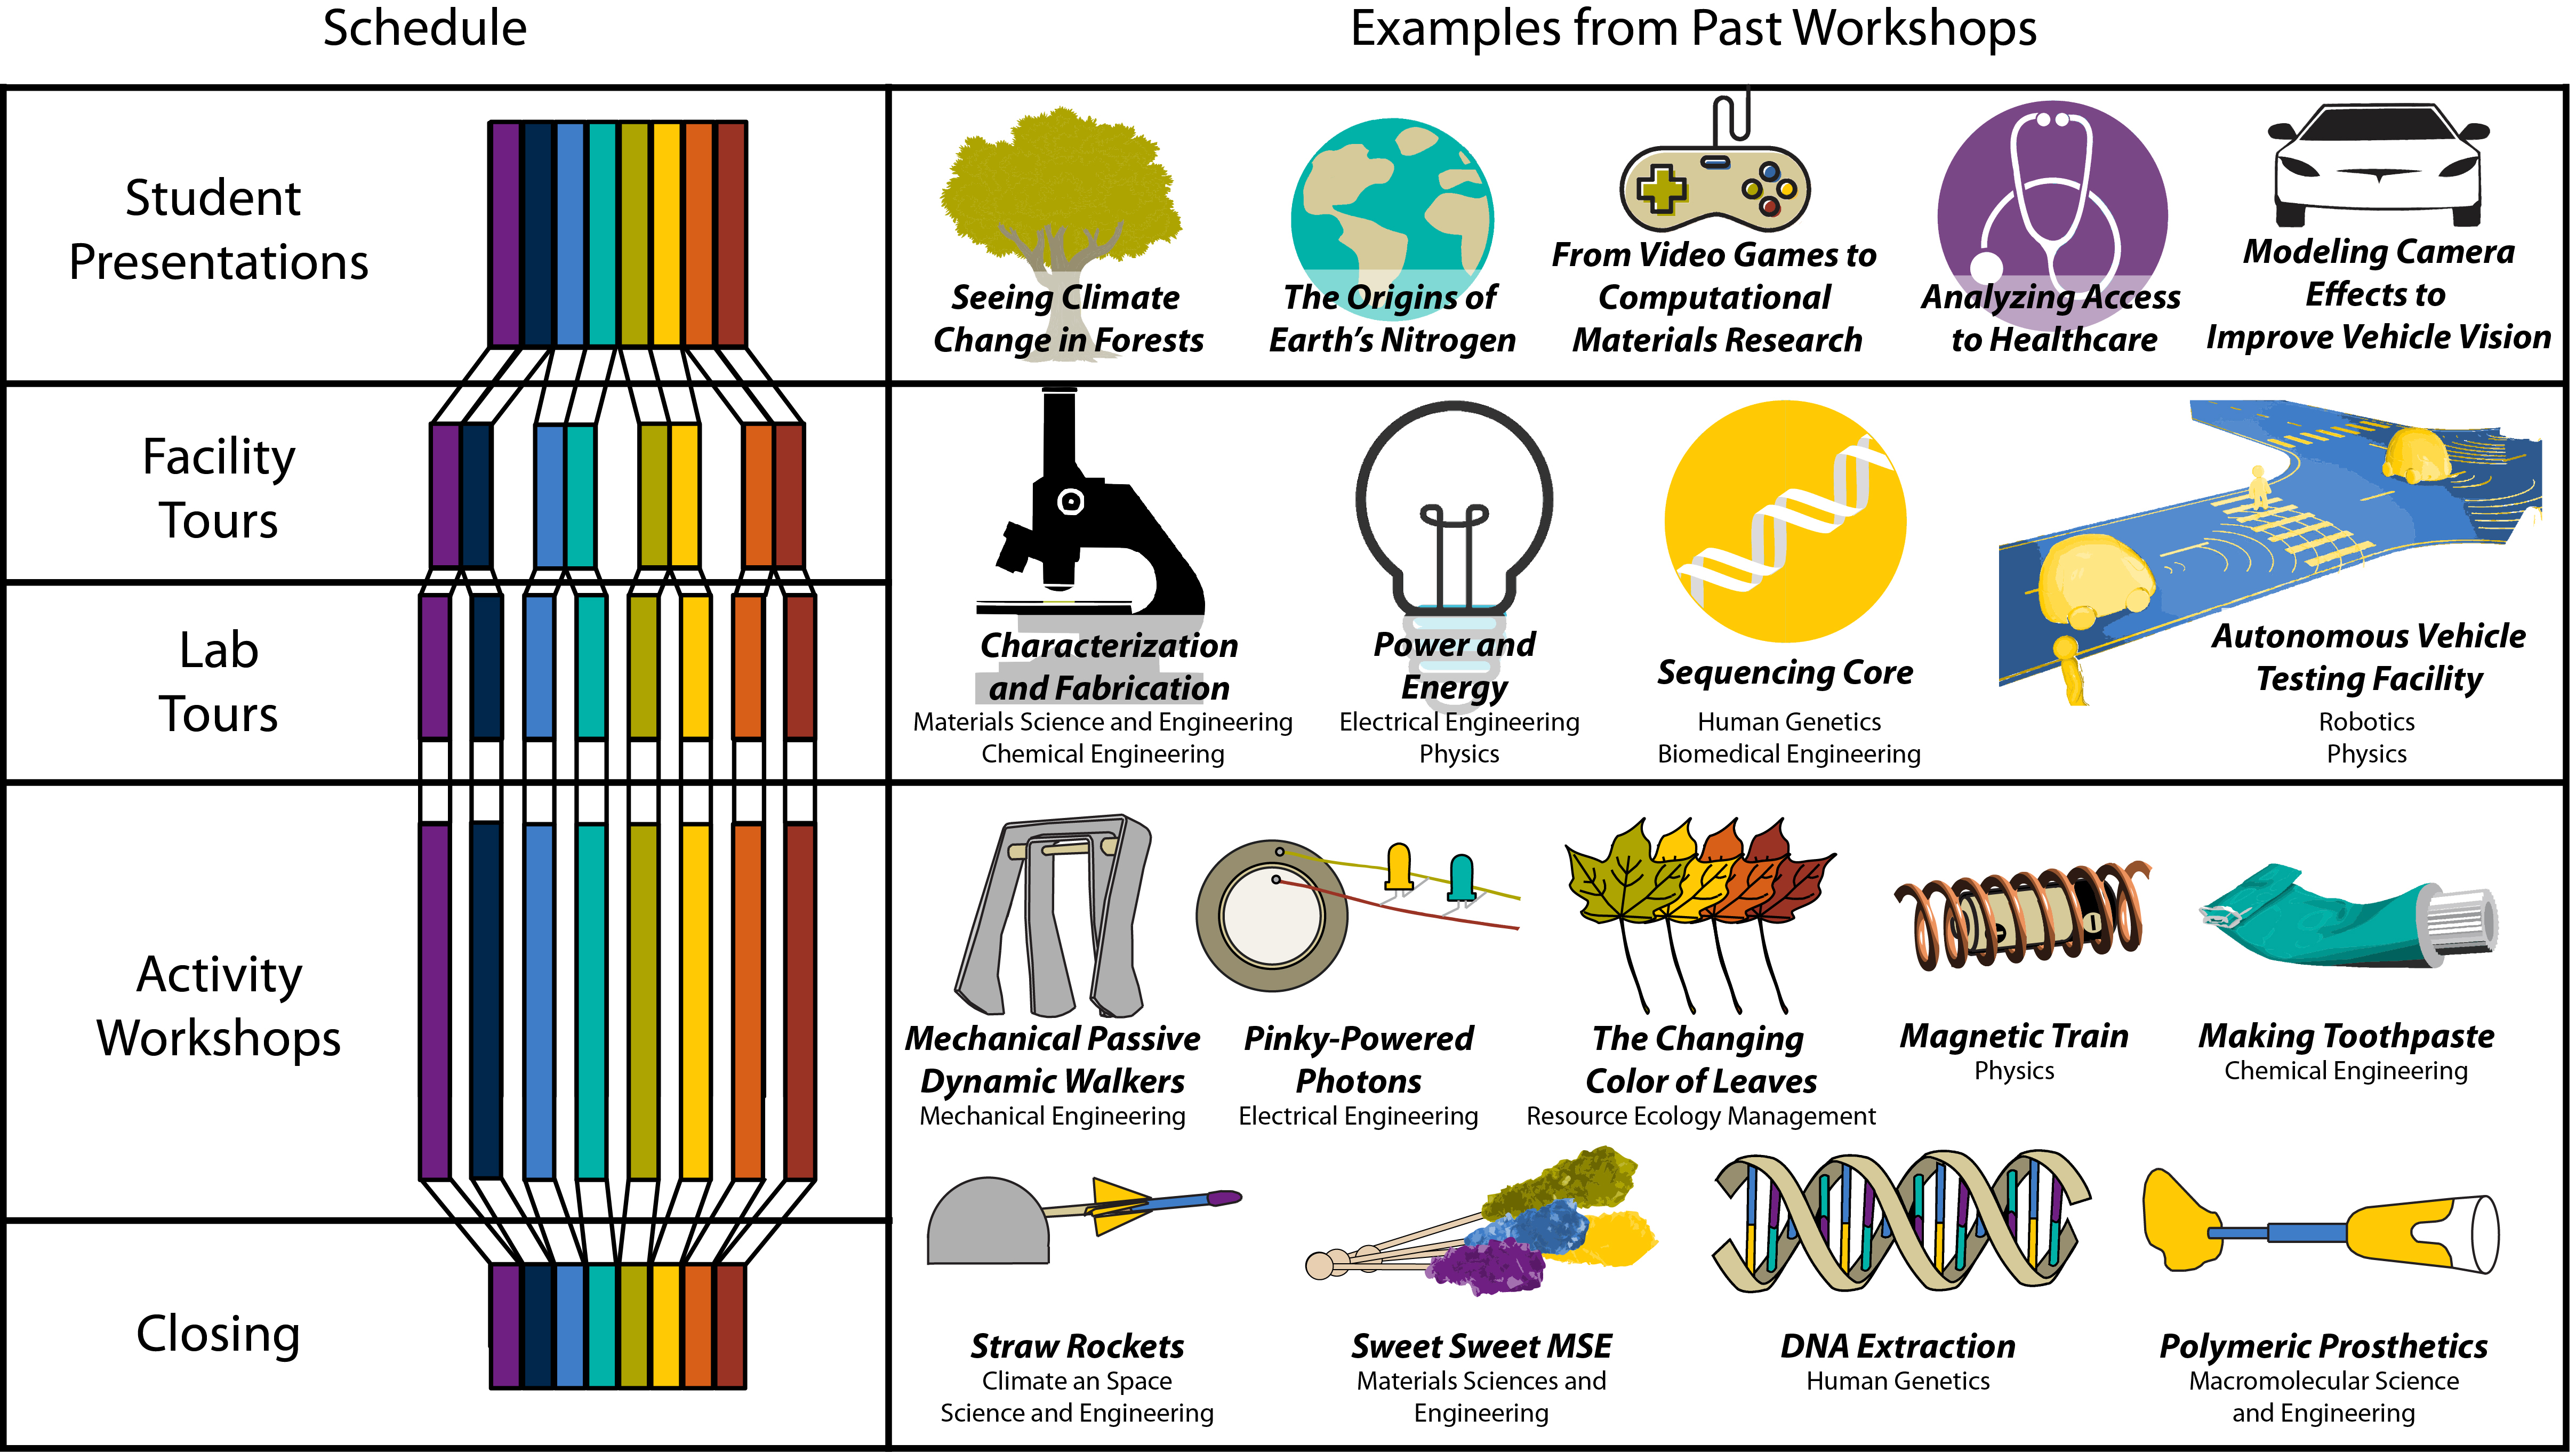 Schedule
Examples from Past Workshops
Student
Presentations
Seeing Climate
Change in Forests
The Origins of
Earth's Nitrogen
From Video Games to
Computational
Materials Research
Analyzing Access
to Healthcare
Modeling Camera
Effects to
Improve Vehicle Vision
Facility
Tours
Lab
Tours
Characterization
and Fabrication
Materials Science and Engineering
Chemical Engineering
Power and
Energy
Electrical Engineering
Physics
Sequencing Core
Human Genetics
Biomedical Engineering
Autonomous Vehicle
Testing Facility
Robotics
Physics
Activity
Workshops
Mechanical Passive
Dynamic Walkers
Mechanical Engineering
Pinky-Powered
Photons
Electrical Engineering
The Changing
Color of Leaves
Resource Ecology Management
Magnetic Train
Physics
Making Toothpaste
Chemical Engineering
Closing
Straw Rockets
Climate an Space
Science and Engineering
Sweet Sweet MSE
Materials Sciences and
Engineering
DNA Extraction
Human Genetics
Polymeric Prosthetics
Macromolecular Science
and Engineering